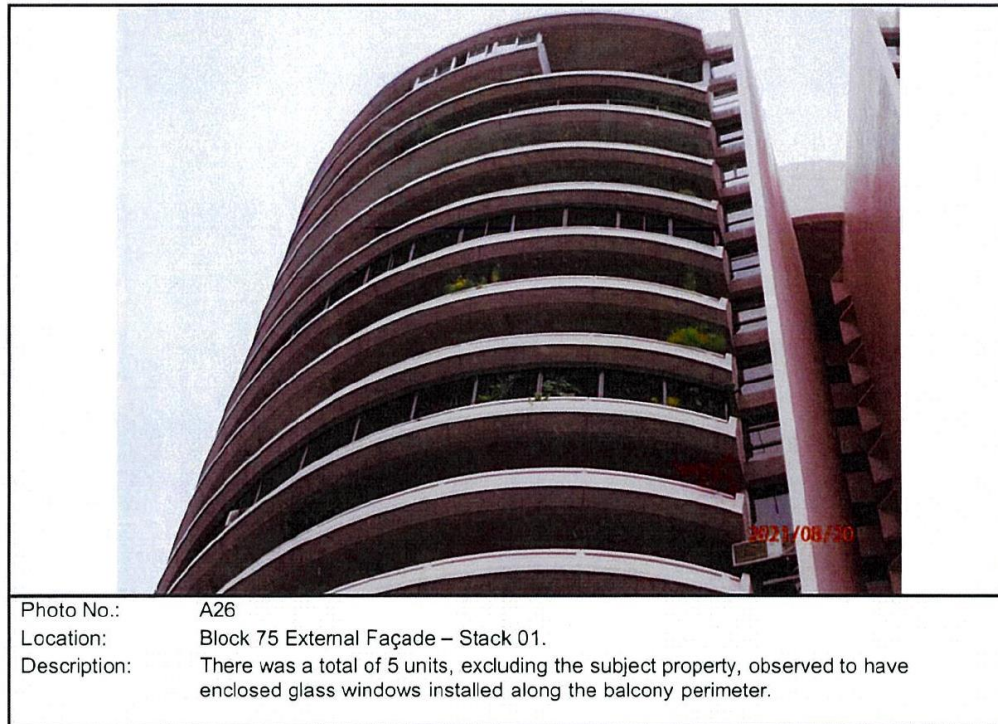 2021/08/20
Photo No.: A26
Location: Block 75 External Façade – Stack 01.
Description: There was a total of 5 units, excluding the subject property, observed to have
enclosed glass windows installed along the balcony perimeter.